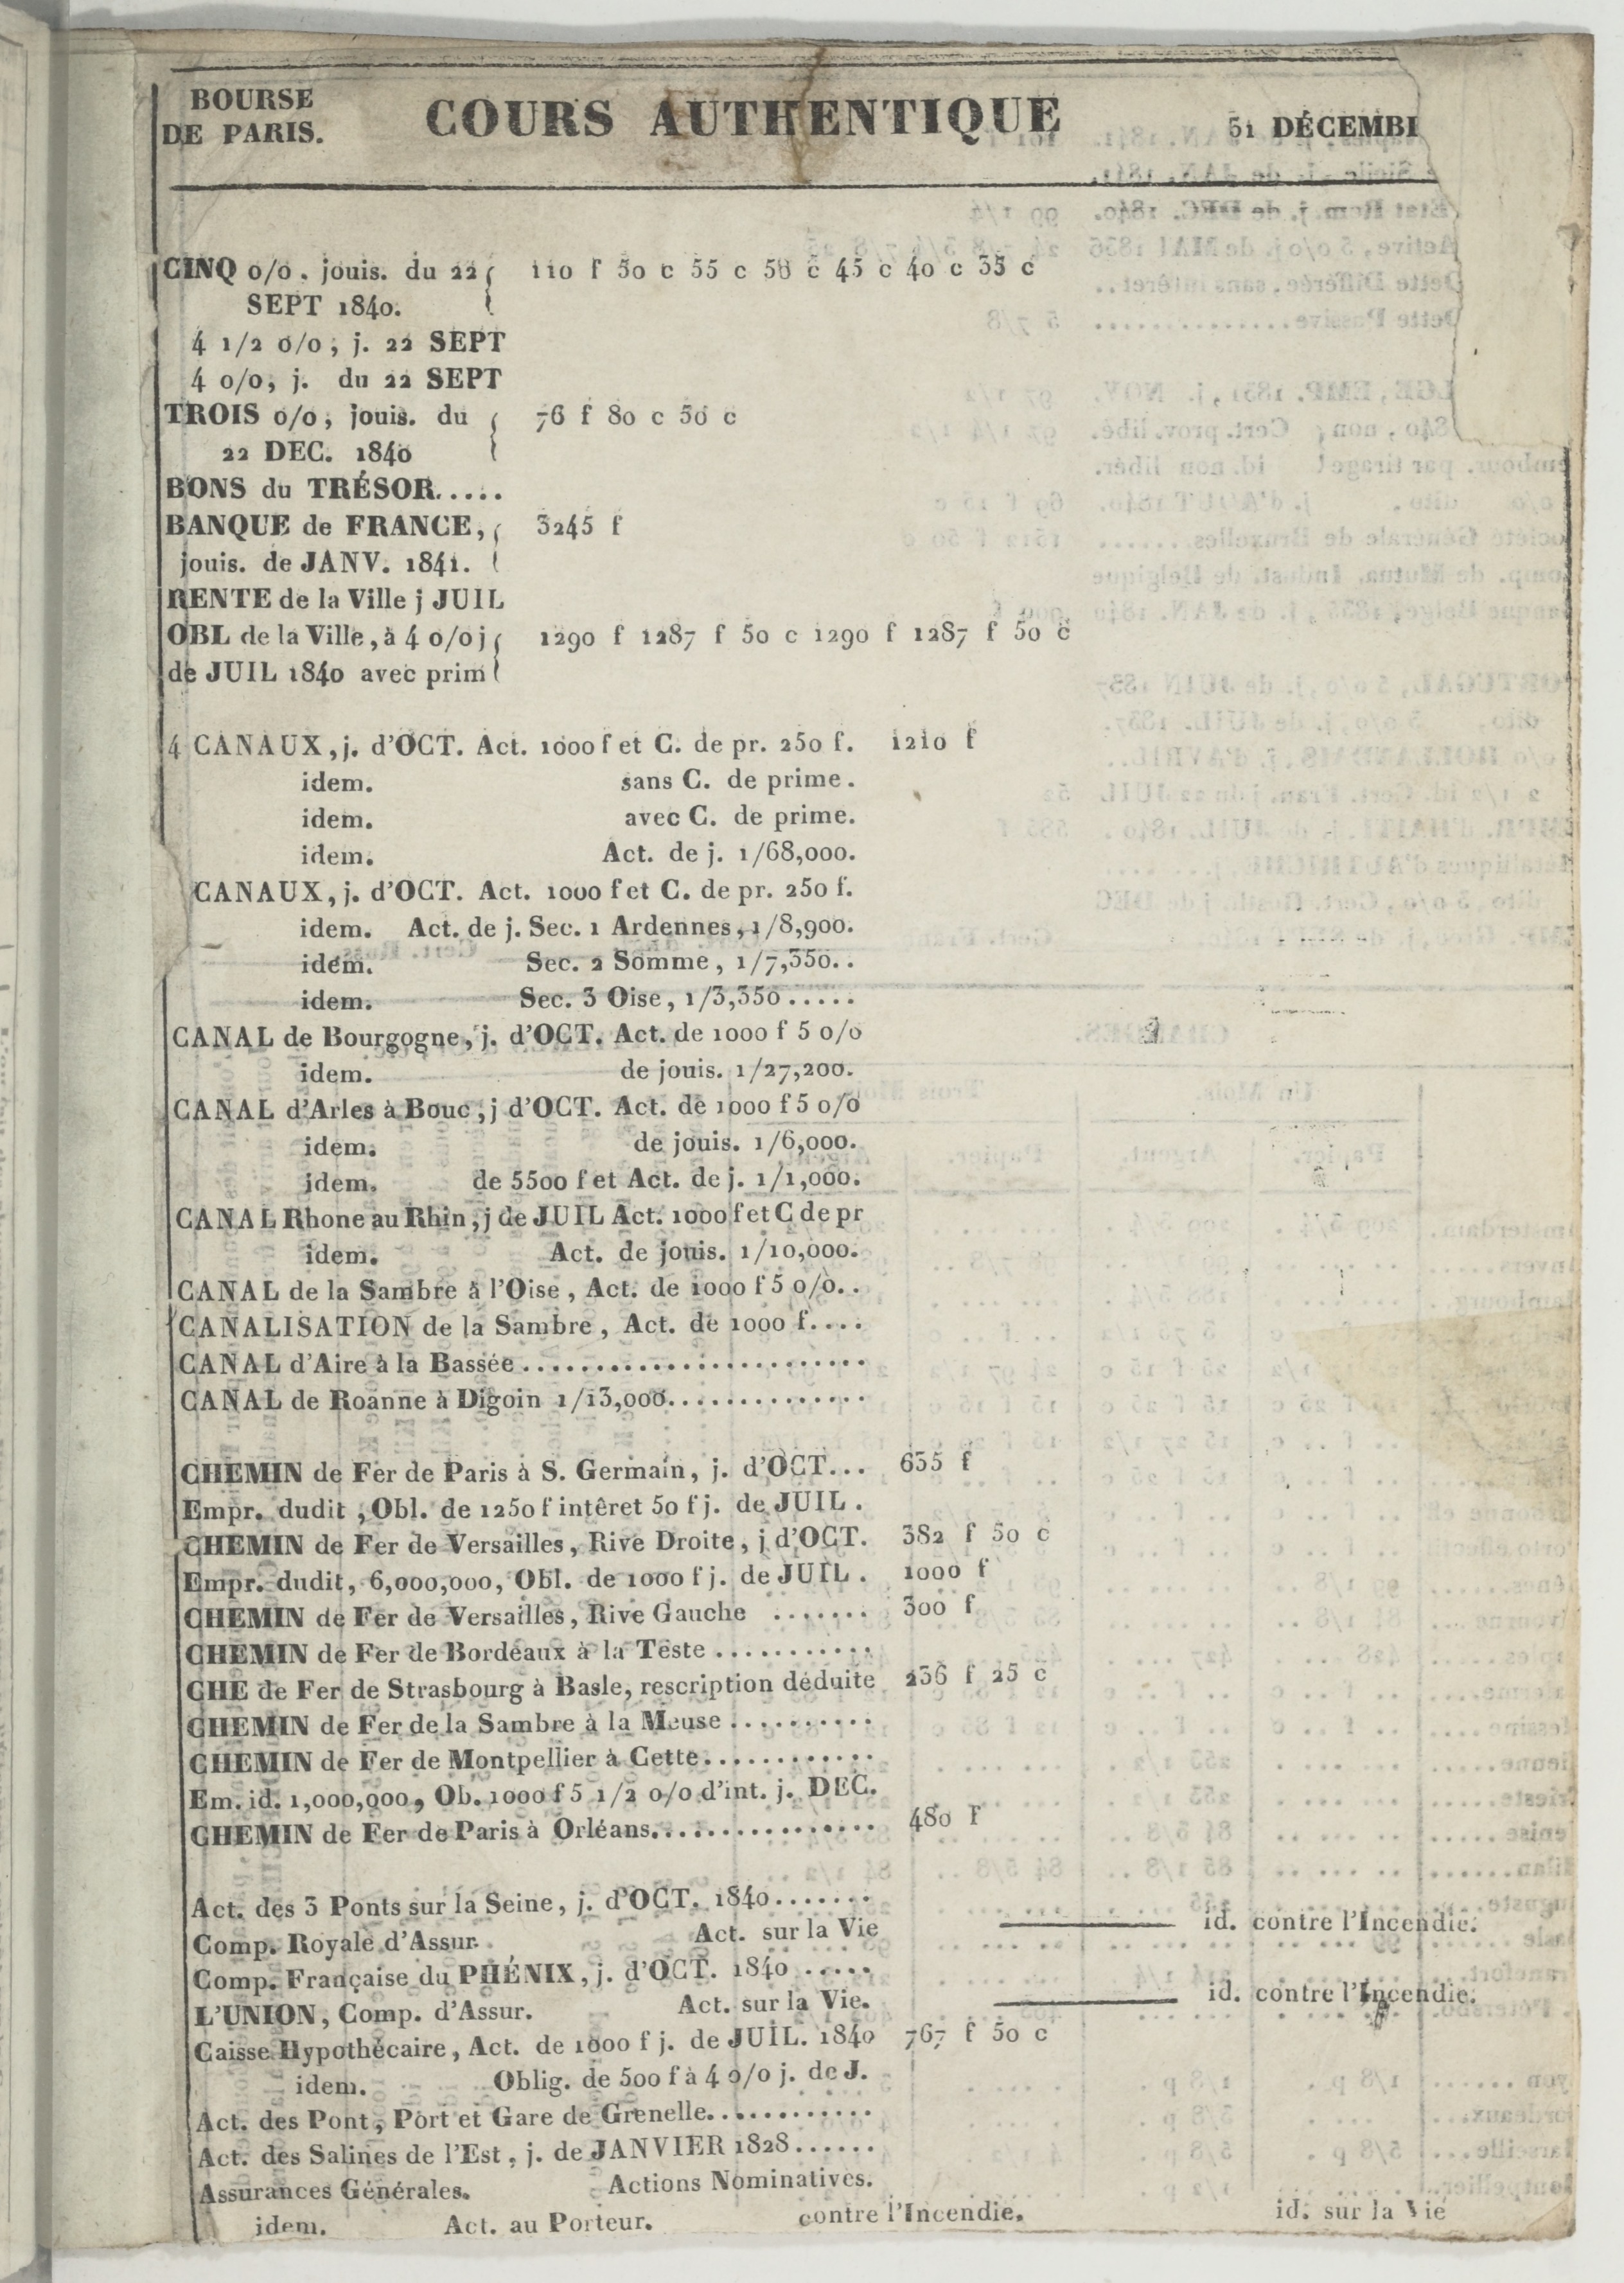 BOURSE
DE PARIS.
COURS AUTHENTIQUE
31 DÉCEMB
CINQ o/o . jouis. du 22 110 f 50 c 55 c 50 c 45 c 40 c 35 c
SEPT 1840.
4 1/2 o/o, j. 22 SEPT
4 o/o, j. du 22 SEPT
TROIS o/o, jouis. du 76 f 80 c 50 c
22 DEC. 1840
BONS du TRÉSOR.....
BANQUE de FRANCE, 3245 f
jouis. de JANV. 1841.
RENTE de la Ville j JUIL
OBL de la Ville, à 4 o/o j 1290 f 1287 f 50 c 1290 f 1287 f 50 c
de JUIL 1840 avec prim
4 CANAUX, j. d'OCT. Act. 1000 f et C. de pr. 250 f. 1210 f
idem. sans C. de prime.
idem. avec C. de prime.
idem. Act. de j. 1/68,000.
CANAUX, j. d'OCT. Act. 1000 f et C. de pr. 250 f.
idem. Act. de j. Sec. 1 Ardennes, 1/8,900.
idem. Sec. 2 Somme, 1/7,350..
idem. Sec. 3 Oise, 1/3,350.....
CANAL de Bourgogne, j. d'OCT. Act. de 1000 f 5 o/o
idem. de jouis. 1/27,200.
CANAL d'Arles à Bouc, j d'OCT. Act. de 1000 f 5 o/o
idem. de jouis. 1/6,000.
idem. de 5500 f et Act. de j. 1/1,000.
CANAL Rhone au Rhin, j de JUIL Act. 1000 f et C de pr
idem. Act. de jouis. 1/10,000.
CANAL de la Sambre à l'Oise, Act. de 1000 f 5 o/o..
CANALISATION de la Sambre, Act. de 1000 f....
CANAL d'Aire à la Bassée........................
CANAL de Roanne à Digoin 1/13,000..............
CHEMIN de Fer de Paris à S. Germain, j. d'OCT... 635 f
Empr. dudit, Obl. de 1250 f intêret 50 f j. de JUIL.
CHEMIN de Fer de Versailles, Rive Droite, j d'OCT. 382 f 50 c
Empr. dudit, 6,000,000, Obl. de 1000 f j. de JUIL. 1000 f
CHEMIN de Fer de Versailles, Rive Gauche ....... 300 f
CHEMIN de Fer de Bordeaux à la Teste ...........
CHE de Fer de Strasbourg à Basle, rescription déduite 236 f 25 c
CHEMIN de Fer de la Sambre à la Meuse ..........
CHEMIN de Fer de Montpellier à Cette............
Em. id. 1,000,000, Ob. 1000 f 5 1/2 o/o d'int. j. DEC.
CHEMIN de Fer de Paris à Orléans................ 480 f
Act. des 3 Ponts sur la Seine, j. d'OCT. 1840.......
Comp. Royale d'Assur. Act. sur la Vie id. contre l'Incendie.
Comp. Française du PHÉNIX, j. d'OCT. 1840 .....
L'UNION, Comp. d'Assur. Act. sur la Vie. id. contre l'Incendie.
Caisse Hypothécaire, Act. de 1000 f j. de JUIL. 1840 767 f 50 c
idem. Oblig. de 500 f à 4 o/o j. de J.
Act. des Pont, Port et Gare de Grenelle............
Act. des Salines de l'Est, j. de JANVIER 1828......
Assurances Générales. Actions Nominatives.
idem. Act. au Porteur. contre l'Incendie. id. sur la Vie